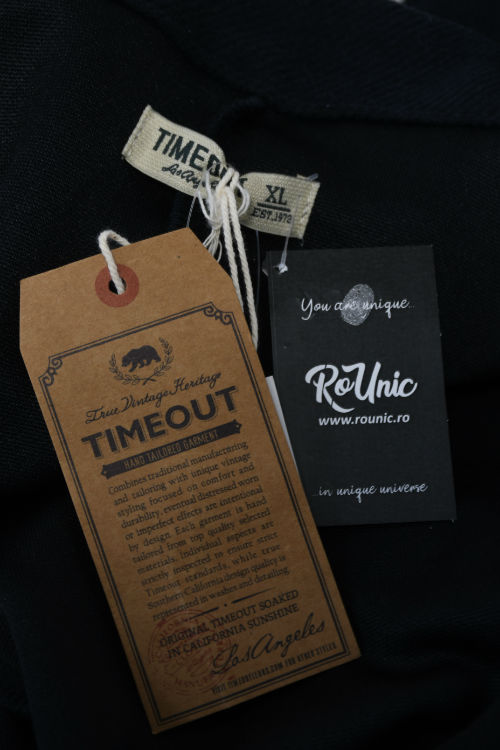 TIMEO
Los Ang
XL
EST.1972
True Vintage Heritage
TIMEOUT
HAND TAILORED GARMENT
Combines traditional manufacturing
and tailoring with unique vintage
styling focused on comfort and
durability, eventual distressed worn
or imperfect effects are intentional
by design. Each garment is hand
tailored from top quality selected
materials. Individual aspects are
strictly inspected to ensure strict
Timeout standards, while true
Southern California design quality is
represented in washes and detailing.
ORIGINAL TIMEOUT SOAKED
IN CALIFORNIA SUNSHINE
Los Angeles
You are unique...
RoUnic
www.rounic.ro
...in unique universe